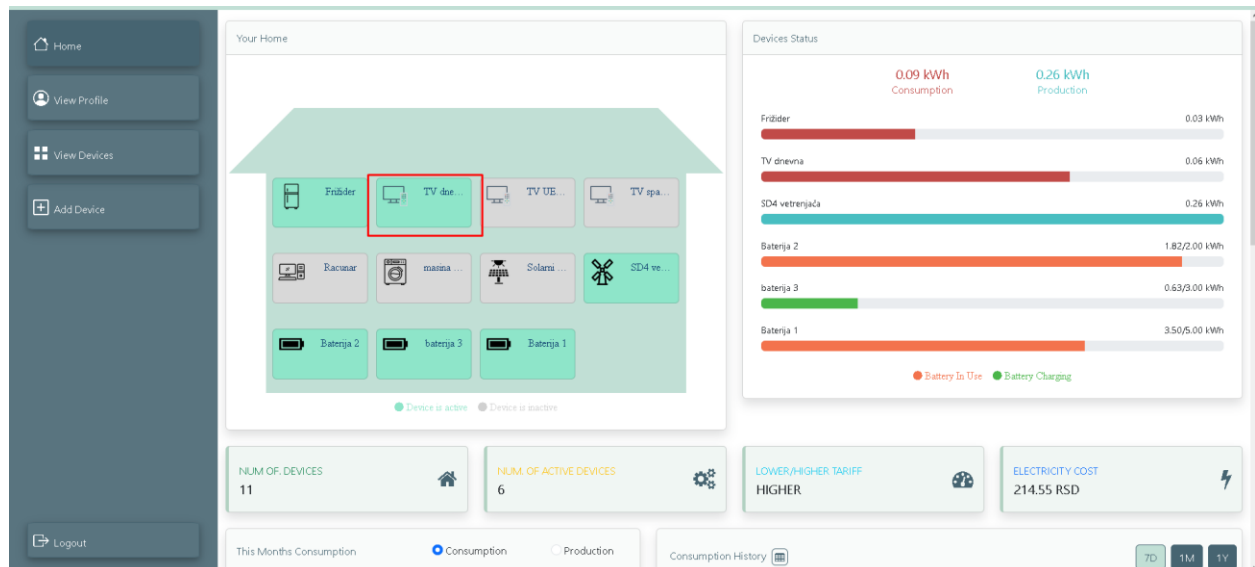 Home
View Profile
View Devices
Add Device
Logout
Your Home
Frižider
TV dne...
TV UE...
TV spa...
Racunar
masina ...
Solarni ...
SD4 ve...
Baterija 2
baterija 3
Baterija 1
Device is active
Device is inactive
Devices Status
0.09 kWh
Consumption
0.26 kWh
Production
Frižider 0.03 kWh
TV dnevna 0.06 kWh
SD4 vetrenjača 0.26 kWh
Baterija 2 1.82/2.00 kWh
baterija 3 0.63/3.00 kWh
Baterija 1 3.50/5.00 kWh
Battery In Use
Battery Charging
NUM OF. DEVICES
11
NUM. OF ACTIVE DEVICES
6
LOWER/HIGHER TARIFF
HIGHER
ELECTRICITY COST
214.55 RSD
This Months Consumption
Consumption
Production
Consumption History
7D
1M
1Y